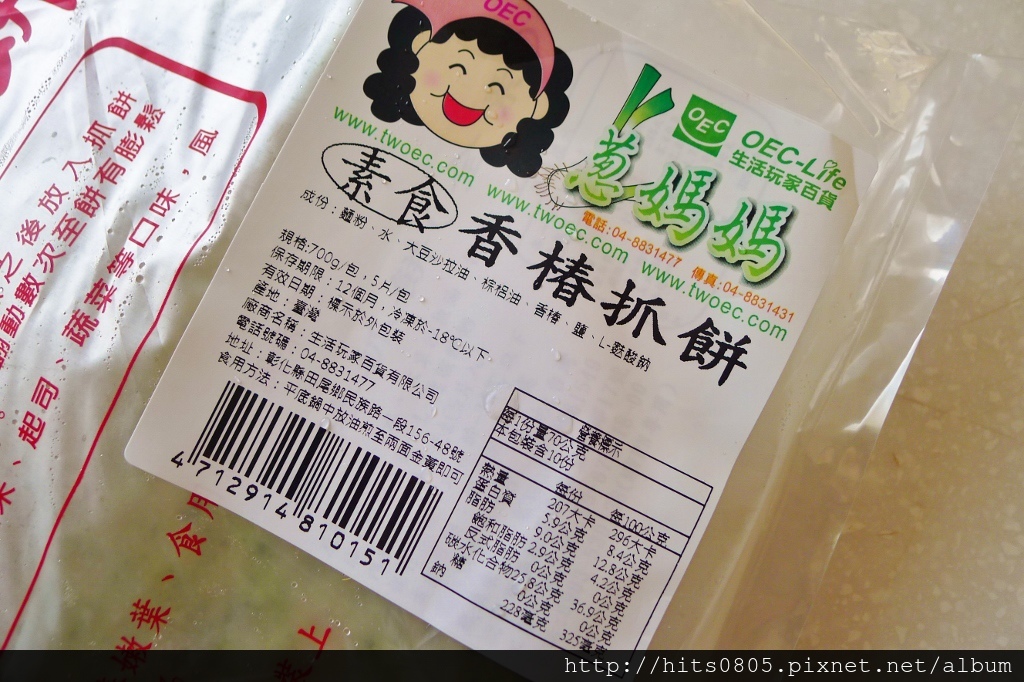 OEC
OEC
OEC-Life
生活玩家百貨
蔥媽媽
電話:04-8831477 傳真:04-8831431
www.twoec.com www.twoec.com www.twoec.com
素食 香椿抓餅
成份：麵粉、水、大豆沙拉油、棕梠油、香椿、鹽、L-麩酸鈉
規格:700g/包，5片/包
保存期限：12個月，冷凍於-18℃以下
有效日期：標示於外包裝
產地：臺灣
廠商名稱：生活玩家百貨有限公司
電話號碼：04-8831477
地址：彰化縣田尾鄉民族路一段156-48號
食用方法：平底鍋中放油煎至兩面金黃即可
4 712914 810151
營養標示
每1份量70公克
本包裝含10份
每份 每100公克
熱量 207大卡 296大卡
蛋白質 5.9公克 8.4公克
脂肪 9.0公克 12.8公克
飽和脂肪 2.9公克 4.2公克
反式脂肪 0公克 0公克
碳水化合物 25.8公克 36.9公克
糖 0公克 0公克
鈉 228毫克 325毫克
之後放入抓餅
翻動數次至餅有膨鬆
、起司、蔬菜等口味，風
嫩葉、食用
上
http://hits0805.pixnet.net/album